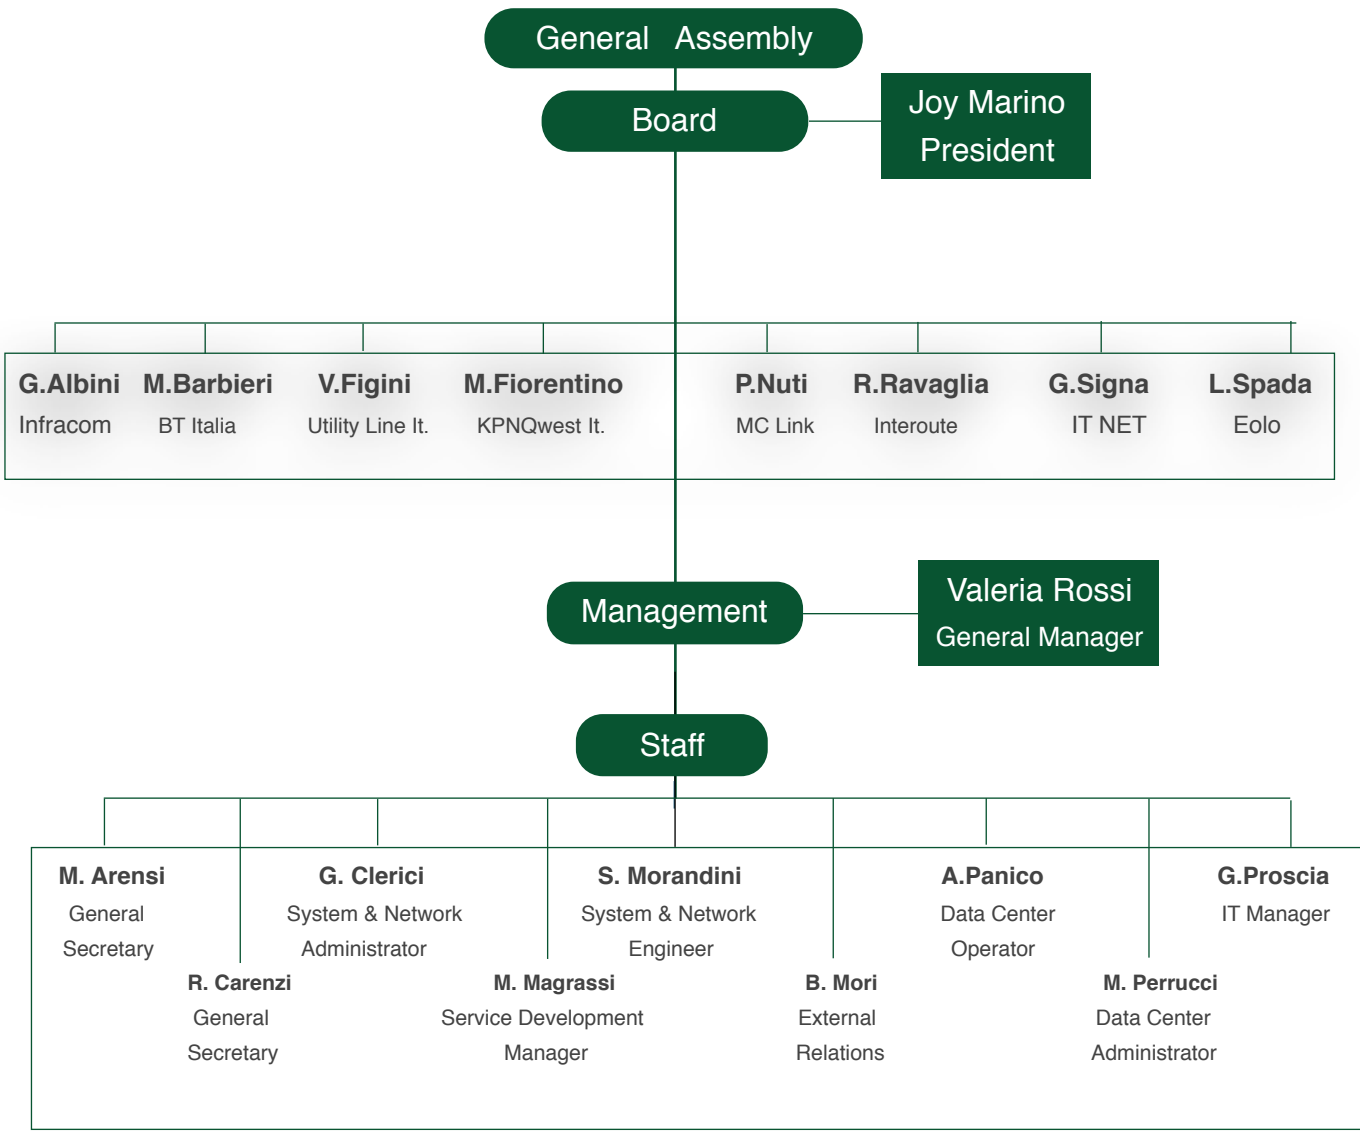 General Assembly
Board
Joy Marino
President
G.Albini
Infracom
M.Barbieri
BT Italia
V.Figini
Utility Line It.
M.Fiorentino
KPNQwest It.
P.Nuti
MC Link
R.Ravaglia
Interoute
G.Signa
IT NET
L.Spada
Eolo
Management
Valeria Rossi
General Manager
Staff
M. Arensi
General
Secretary
R. Carenzi
General
Secretary
G. Clerici
System & Network
Administrator
M. Magrassi
Service Development
Manager
S. Morandini
System & Network
Engineer
B. Mori
External
Relations
A.Panico
Data Center
Operator
M. Perrucci
Data Center
Administrator
G.Proscia
IT Manager